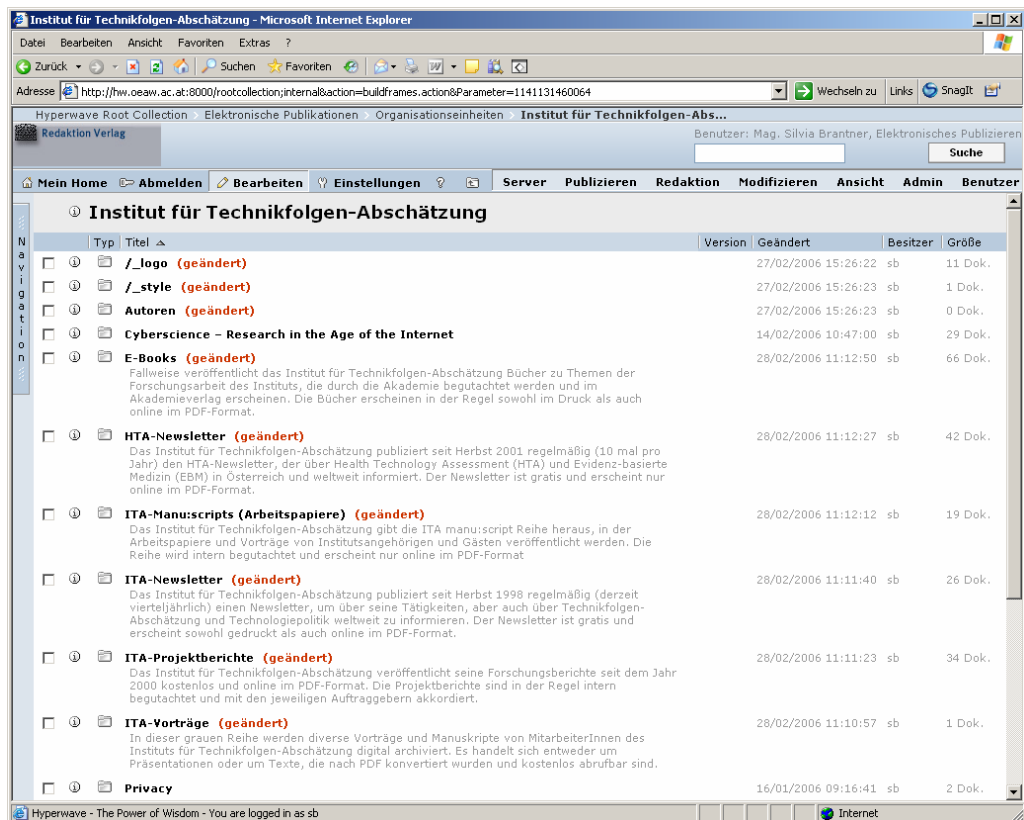 Institut für Technikfolgen-Abschätzung - Microsoft Internet Explorer
Datei Bearbeiten Ansicht Favoriten Extras ?
Zurück Suchen Favoriten
Adresse http://hw.oeaw.ac.at:8000/rootcollection;internal&action=buildframes.action&Parameter=1141131460064 Wechseln zu Links SnagIt
Hyperwave Root Collection > Elektronische Publikationen > Organisationseinheiten > Institut für Technikfolgen-Abs...
Redaktion Verlag
Benutzer: Mag. Silvia Brantner, Elektronisches Publizieren
Suche
Mein Home Abmelden Bearbeiten Einstellungen ? Server Publizieren Redaktion Modifizieren Ansicht Admin Benutzer
Navigation
Institut für Technikfolgen-Abschätzung
Typ Titel Version Geändert Besitzer Größe
/_logo (geändert) 27/02/2006 15:26:22 sb 11 Dok.
/_style (geändert) 27/02/2006 15:26:23 sb 1 Dok.
Autoren (geändert) 27/02/2006 15:26:23 sb 0 Dok.
Cyberscience – Research in the Age of the Internet 14/02/2006 10:47:00 sb 29 Dok.
E-Books (geändert) 28/02/2006 11:12:50 sb 66 Dok.
Fallweise veröffentlicht das Institut für Technikfolgen-Abschätzung Bücher zu Themen der
Forschungsarbeit des Instituts, die durch die Akademie begutachtet werden und im
Akademieverlag erscheinen. Die Bücher erscheinen in der Regel sowohl im Druck als auch
online im PDF-Format.
HTA-Newsletter (geändert) 28/02/2006 11:12:27 sb 42 Dok.
Das Institut für Technikfolgen-Abschätzung publiziert seit Herbst 2001 regelmäßig (10 mal pro
Jahr) den HTA-Newsletter, der über Health Technology Assessment (HTA) und Evidenz-basierte
Medizin (EBM) in Österreich und weltweit informiert. Der Newsletter ist gratis und erscheint nur
online im PDF-Format.
ITA-Manu:scripts (Arbeitspapiere) (geändert) 28/02/2006 11:12:12 sb 19 Dok.
Das Institut für Technikfolgen-Abschätzung gibt die ITA manu:script Reihe heraus, in der
Arbeitspapiere und Vorträge von Institutsangehörigen und Gästen veröffentlicht werden. Die
Reihe wird intern begutachtet und erscheint nur online im PDF-Format
ITA-Newsletter (geändert) 28/02/2006 11:11:40 sb 26 Dok.
Das Institut für Technikfolgen-Abschätzung publiziert seit Herbst 1998 regelmäßig (derzeit
vierteljährlich) einen Newsletter, um über seine Tätigkeiten, aber auch über Technikfolgen-
Abschätzung und Technologiepolitik weltweit zu informieren. Der Newsletter ist gratis und
erscheint sowohl gedruckt als auch online im PDF-Format.
ITA-Projektberichte (geändert) 28/02/2006 11:11:23 sb 34 Dok.
Das Institut für Technikfolgen-Abschätzung veröffentlicht seine Forschungsberichte seit dem Jahr
2000 kostenlos und online im PDF-Format. Die Projektberichte sind in der Regel intern
begutachtet und mit den jeweiligen Auftraggebern akkordiert.
ITA-Vorträge (geändert) 28/02/2006 11:10:57 sb 1 Dok.
In dieser grauen Reihe werden diverse Vorträge und Manuskripte von MitarbeiterInnen des
Instituts für Technikfolgen-Abschätzung digital archiviert. Es handelt sich entweder um
Präsentationen oder um Texte, die nach PDF konvertiert wurden und kostenlos abrufbar sind.
Privacy 16/01/2006 09:16:41 sb 2 Dok.
Hyperwave - The Power of Wisdom - You are logged in as sb Internet